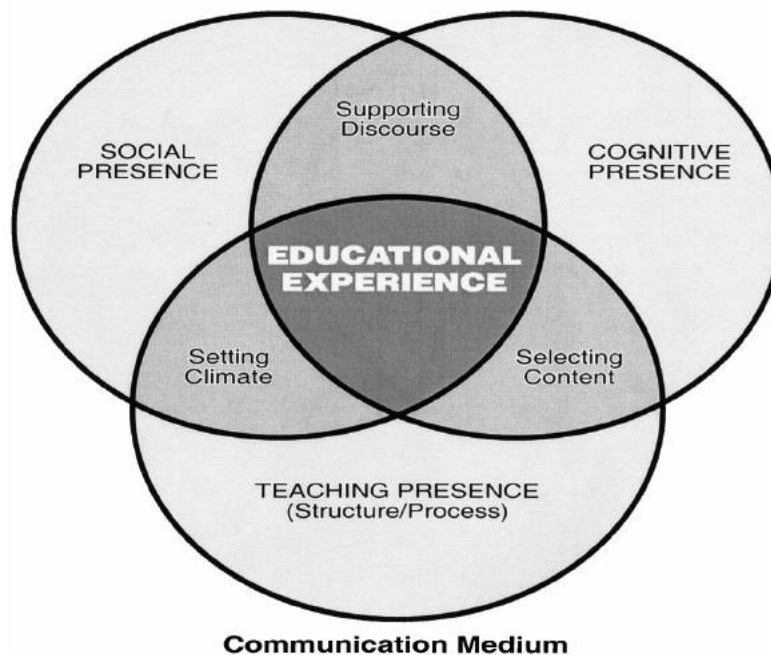 Supporting
Discourse
SOCIAL
PRESENCE
COGNITIVE
PRESENCE
EDUCATIONAL
EXPERIENCE
Setting
Climate
Selecting
Content
TEACHING PRESENCE
(Structure/Process)
Communication Medium